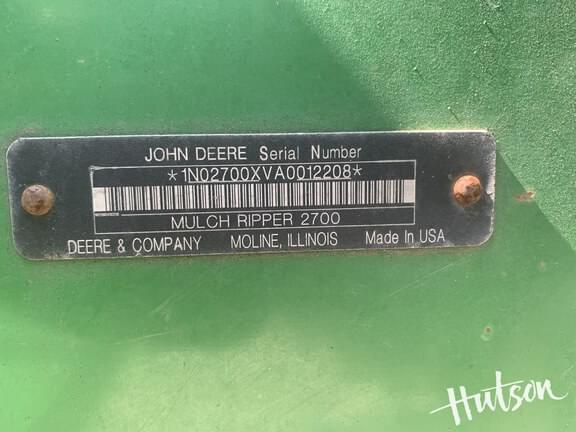 JOHN DEERE Serial Number
*1N02700XVA0012208*
MULCH RIPPER 2700
DEERE & COMPANY MOLINE, ILLINOIS Made In USA
Hutson